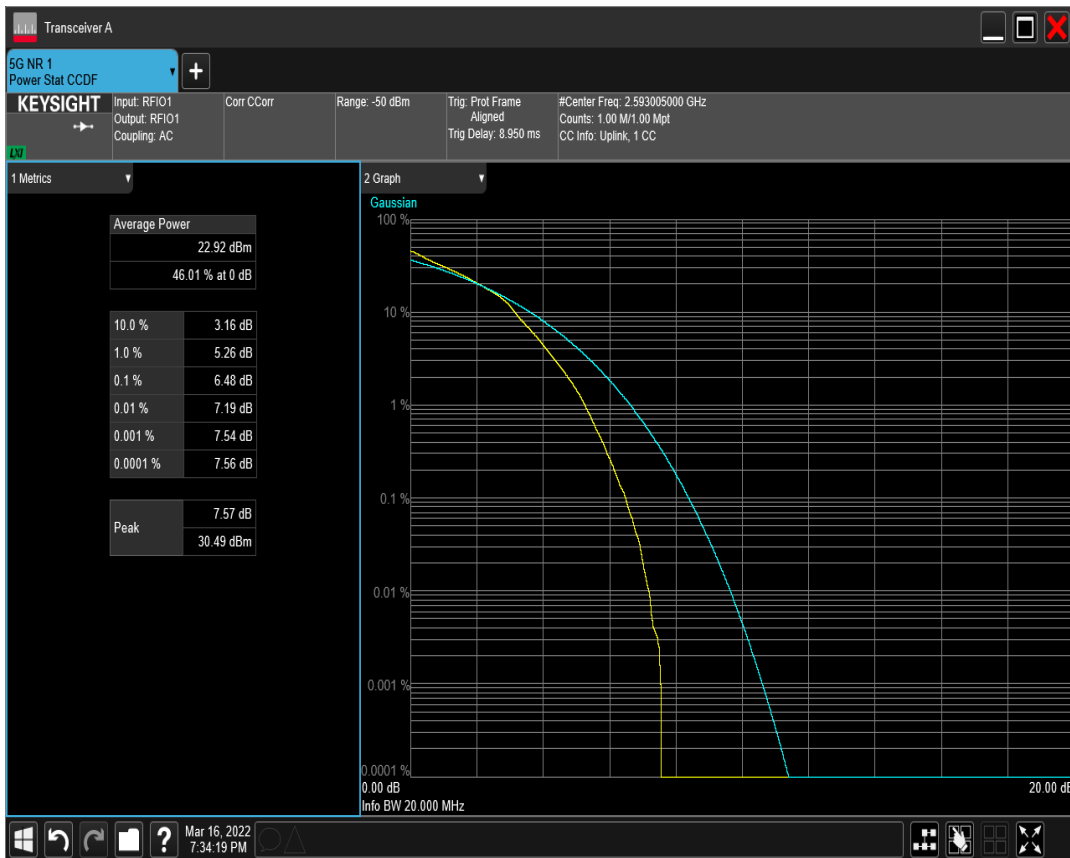 Transceiver A
5G NR 1
Power Stat CCDF
KEYSIGHT
LXI
Input: RFIO1
Output: RFIO1
Coupling: AC
Corr CCorr
Range: -50 dBm
Trig: Prot Frame
Aligned
Trig Delay: 8.950 ms
#Center Freq: 2.593005000 GHz
Counts: 1.00 M/1.00 Mpt
CC Info: Uplink, 1 CC
1 Metrics
Average Power
22.92 dBm
46.01 % at 0 dB
10.0 % 3.16 dB
1.0 % 5.26 dB
0.1 % 6.48 dB
0.01 % 7.19 dB
0.001 % 7.54 dB
0.0001 % 7.56 dB
Peak 7.57 dB
30.49 dBm
2 Graph
Gaussian
100 %
10 %
1 %
0.1 %
0.01 %
0.001 %
0.0001 %
0.00 dB 20.00 dB
Info BW 20.000 MHz
?
Mar 16, 2022
7:34:19 PM